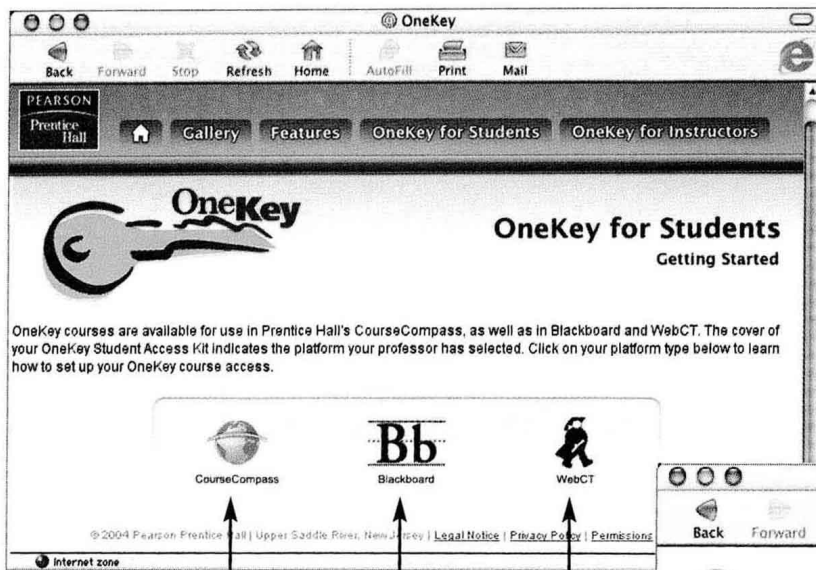 OneKey
Back Forward Stop Refresh Home AutoFill Print Mail
PEARSON
Prentice
Hall
Gallery Features OneKey for Students OneKey for Instructors
OneKey
OneKey for Students
Getting Started
OneKey courses are available for use in Prentice Hall's CourseCompass, as well as in Blackboard and WebCT. The cover of
your OneKey Student Access Kit indicates the platform your professor has selected. Click on your platform type below to learn
how to set up your OneKey course access.
Bb
CourseCompass Blackboard WebCT
© 2004 Pearson Prentice Hall | Upper Saddle River, New Jersey | Legal Notice | Privacy Policy | Permissions
Internet zone
Back Forward